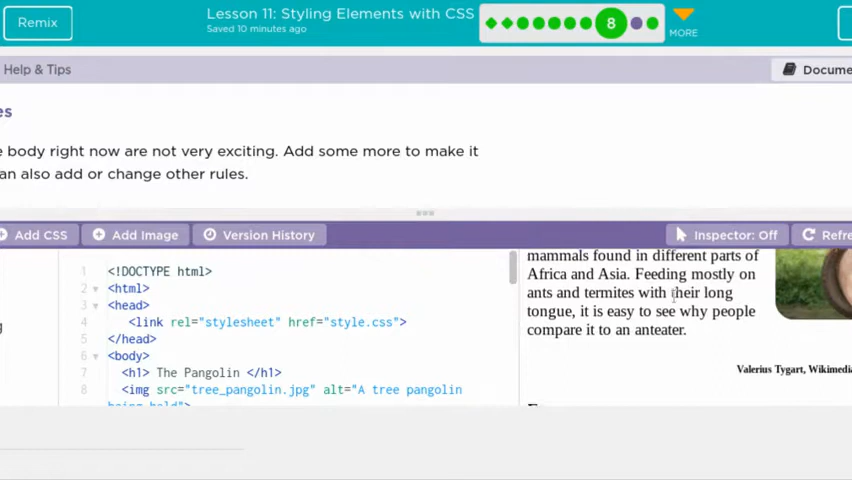 Remix
Lesson 11: Styling Elements with CSS
Saved 10 minutes ago
8
MORE
Help & Tips
Docume
es
e body right now are not very exciting. Add some more to make it
an also add or change other rules.
Add CSS
Add Image
Version History
Inspector: Off
Refre
1 <!DOCTYPE html>
2 <html>
3 <head>
4 <link rel="stylesheet" href="style.css">
5 </head>
6 <body>
7 <h1> The Pangolin </h1>
8 <img src="tree_pangolin.jpg" alt="A tree pangolin
being held">
g
mammals found in different parts of
Africa and Asia. Feeding mostly on
ants and termites with their long
tongue, it is easy to see why people
compare it to an anteater.
Valerius Tygart, Wikimedia